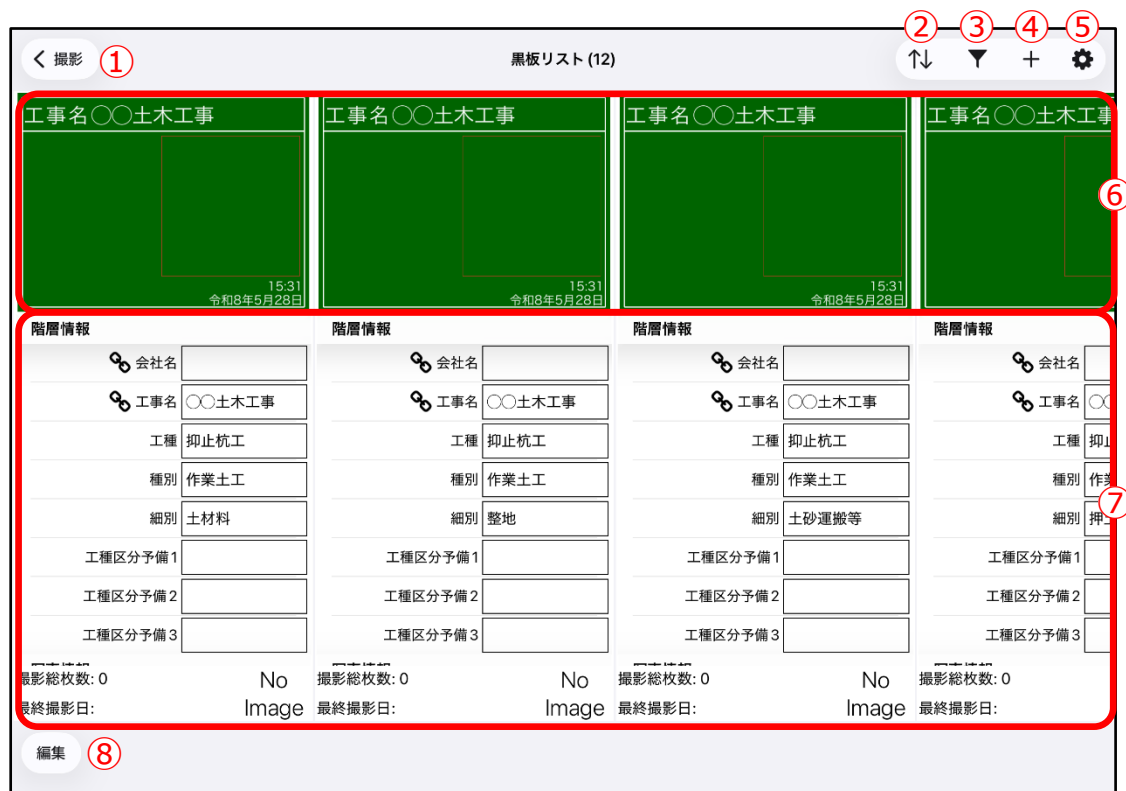 ② ③ ④ ⑤
撮影 ① 黒板リスト (12)
工事名○○土木工事 工事名○○土木工事 工事名○○土木工事 工事名○○土木工事
⑥
15:31 15:31 15:31
令和8年5月28日 令和8年5月28日 令和8年5月28日
階層情報 階層情報 階層情報 階層情報
会社名 会社名 会社名 会社名
工事名 ○○土木工事 工事名 ○○土木工事 工事名 ○○土木工事 工事名 ○○
工種 抑止杭工 工種 抑止杭工 工種 抑止杭工 工種 抑止
種別 作業土工 種別 作業土工 種別 作業土工 種別 作業
⑦
細別 土材料 細別 整地 細別 土砂運搬等 細別 押
工種区分予備1 工種区分予備1 工種区分予備1 工種区分予備1
工種区分予備2 工種区分予備2 工種区分予備2 工種区分予備2
工種区分予備3 工種区分予備3 工種区分予備3 工種区分予備3
撮影総枚数: 0 No 撮影総枚数: 0 No 撮影総枚数: 0 No 撮影総枚数: 0
最終撮影日: Image 最終撮影日: Image 最終撮影日: Image 最終撮影日:
編集 ⑧